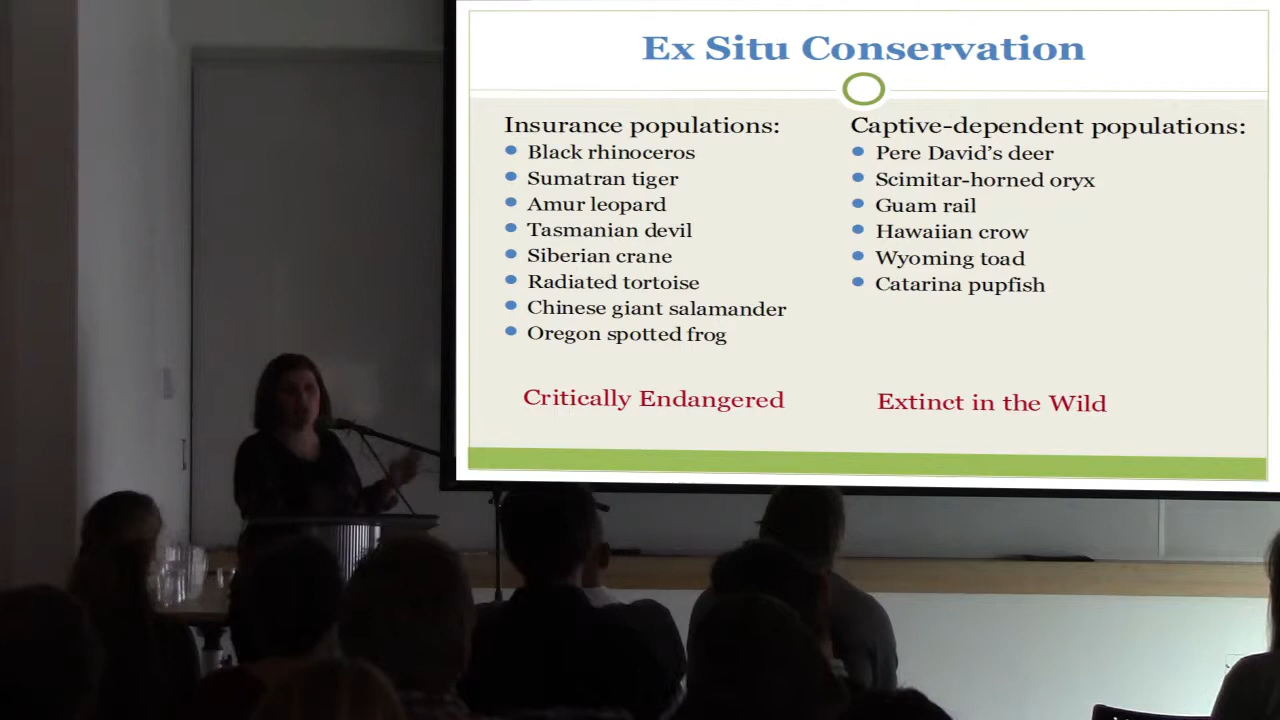 Ex Situ Conservation
Insurance populations:
Black rhinoceros
Sumatran tiger
Amur leopard
Tasmanian devil
Siberian crane
Radiated tortoise
Chinese giant salamander
Oregon spotted frog
Critically Endangered
Captive-dependent populations:
Pere David's deer
Scimitar-horned oryx
Guam rail
Hawaiian crow
Wyoming toad
Catarina pupfish
Extinct in the Wild